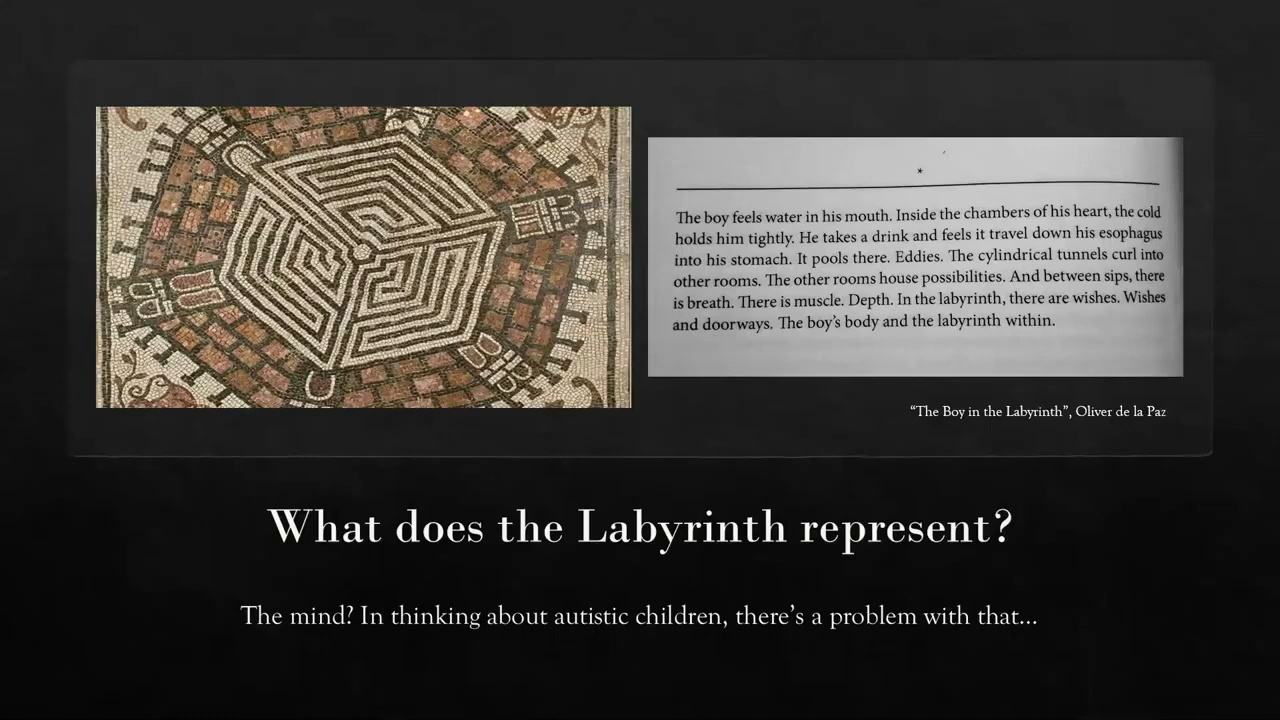 *
The boy feels water in his mouth. Inside the chambers of his heart, the cold
holds him tightly. He takes a drink and feels it travel down his esophagus
into his stomach. It pools there. Eddies. The cylindrical tunnels curl into
other rooms. The other rooms house possibilities. And between sips, there
is breath. There is muscle. Depth. In the labyrinth, there are wishes. Wishes
and doorways. The boy's body and the labyrinth within.
“The Boy in the Labyrinth”, Oliver de la Paz
What does the Labyrinth represent?
The mind? In thinking about autistic children, there's a problem with that...